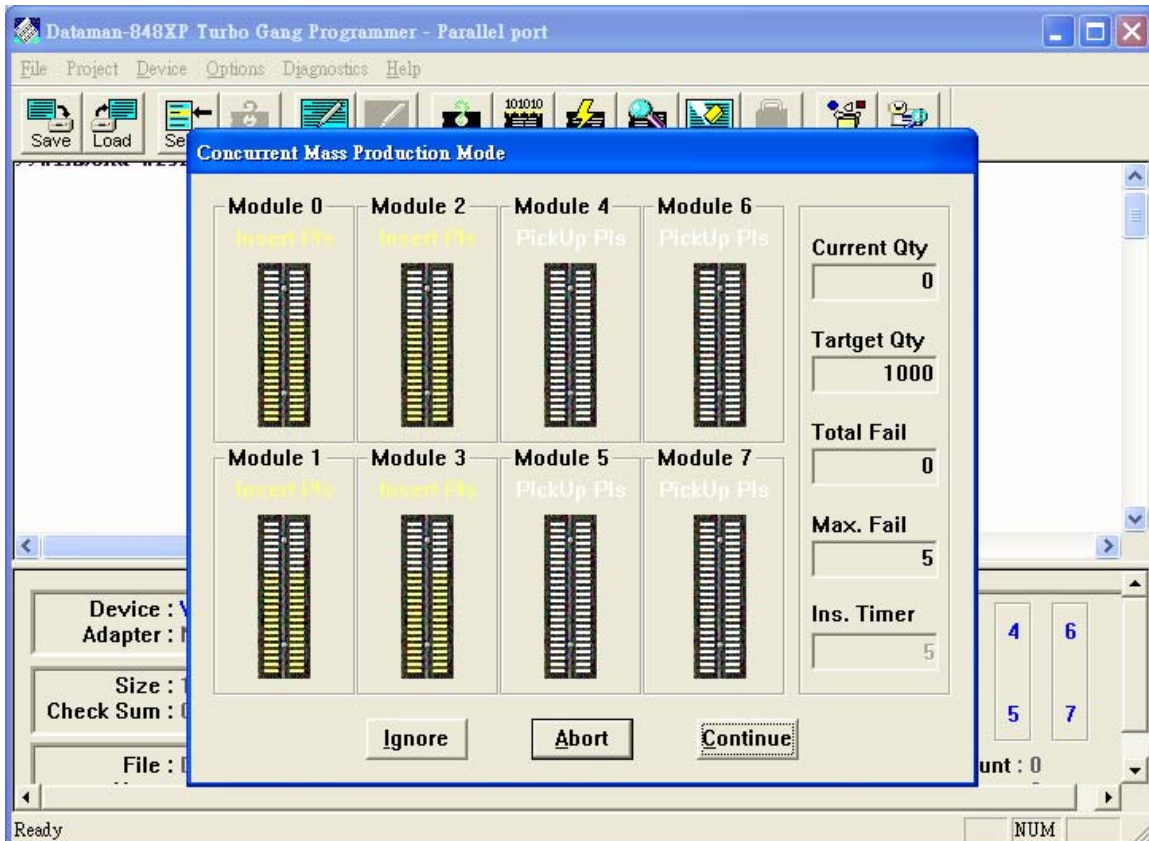 Dataman-848XP Turbo Gang Programmer - Parallel port
File Project Device Options Diagnostics Help
101010
Save Load
Concurrent Mass Production Mode
Module 0 Module 2 Module 4 Module 6
Insert Pls Insert Pls PickUp Pls PickUp Pls
Current Qty
0
Tartget Qty
1000
Total Fail
0
Module 1 Module 3 Module 5 Module 7
Insert Pls Insert Pls PickUp Pls PickUp Pls
Max. Fail
5
Ins. Timer
5
Device :
Adapter :
4 6
Size :
Check Sum :
5 7
Ignore Abort Continue
File :
: 0
Ready
NUM